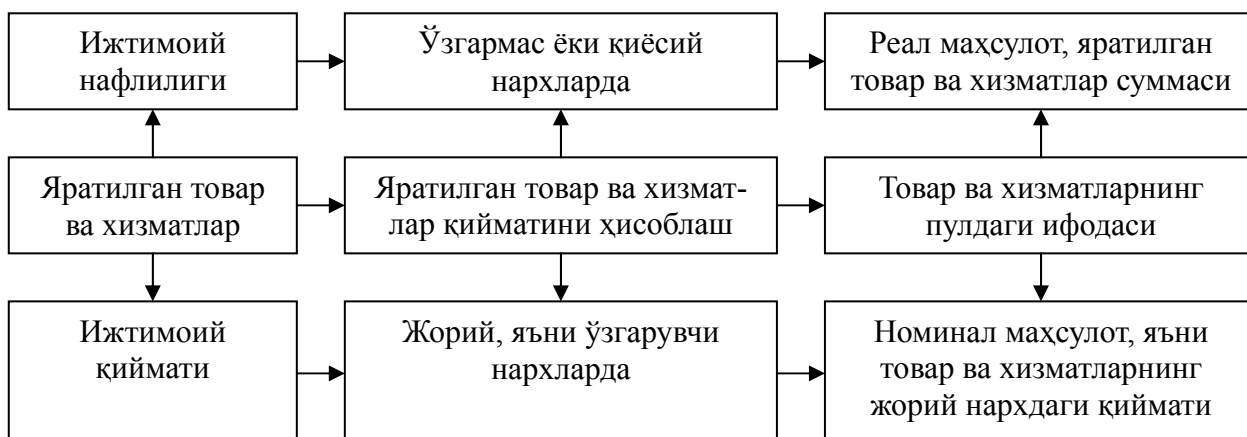 Ижтимоий
нафлилиги
Ўзгармас ёки қиёсий
нархларда
Реал маҳсулот, яратилган
товар ва хизматлар суммаси
Яратилган товар
ва хизматлар
Яратилган товар ва хизмат-
лар қийматини ҳисоблаш
Товар ва хизматларнинг
пулдаги ифодаси
Ижтимоий
қиймати
Жорий, яъни ўзгарувчи
нархларда
Номинал маҳсулот, яъни
товар ва хизматларнинг
жорий нархдаги қиймати